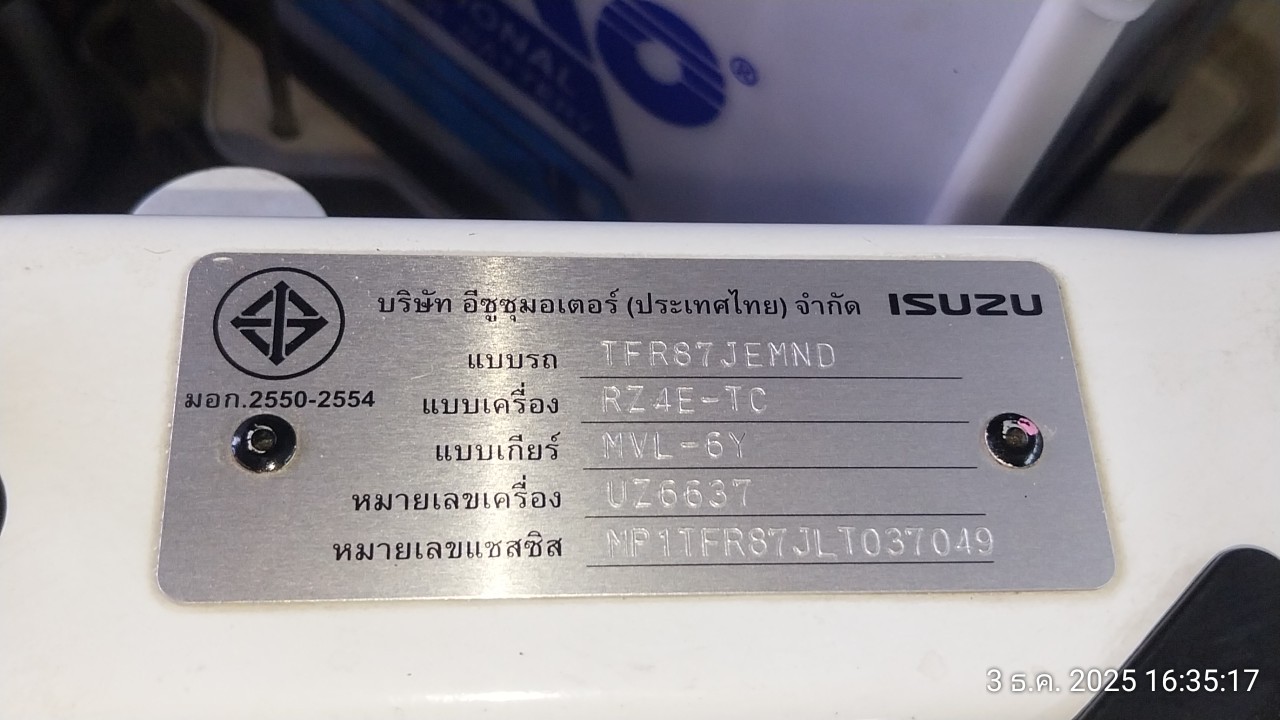 IONAL
BATTERY
®
บริษัท อีซูซุมอเตอร์ (ประเทศไทย) จำกัด ISUZU
แบบรถ TFR87JEMND
มอก.2550-2554
แบบเครื่อง RZ4E-TC
แบบเกียร์ MVL-6Y
หมายเลขเครื่อง UZ6637
หมายเลขแชสซิส MP1TFR87JLT037049
3 ธ.ค. 2025 16:35:17